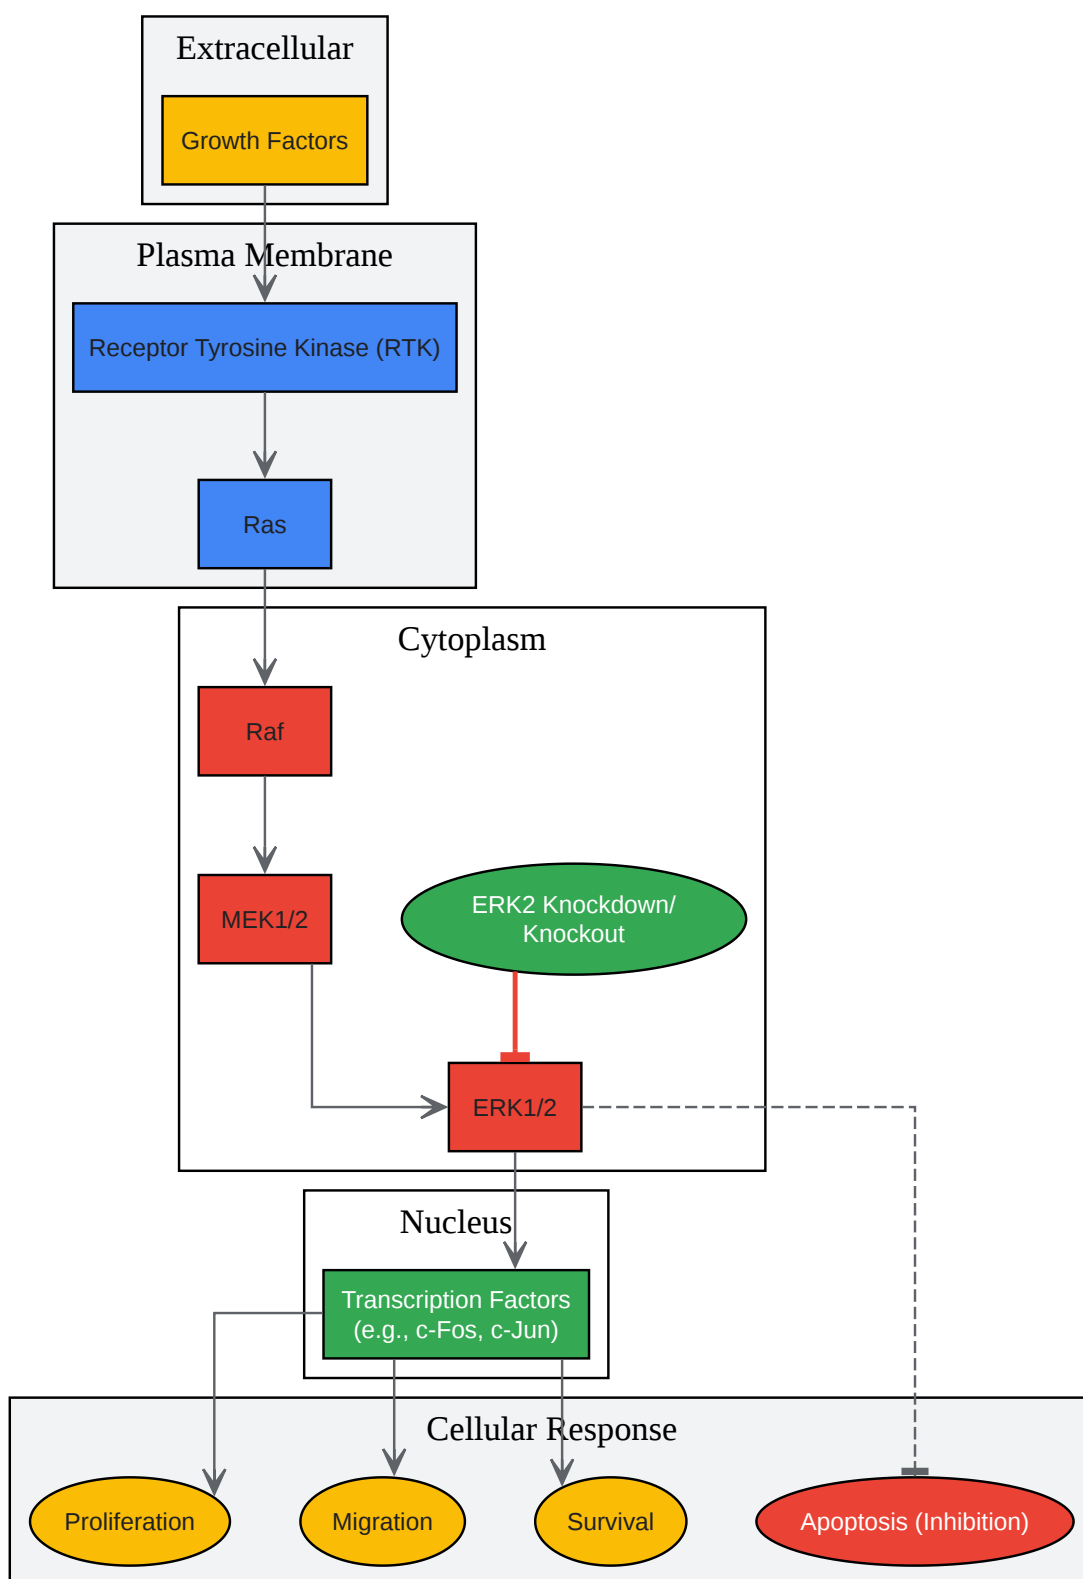 Extracellular
Growth Factors
Plasma Membrane
Receptor Tyrosine Kinase (RTK)
Ras
Cytoplasm
Raf
MEK1/2
ERK2 Knockdown/
Knockout
ERK1/2
Nucleus
Transcription Factors
(e.g., c-Fos, c-Jun)
Cellular Response
Proliferation
Migration
Survival
Apoptosis (Inhibition)